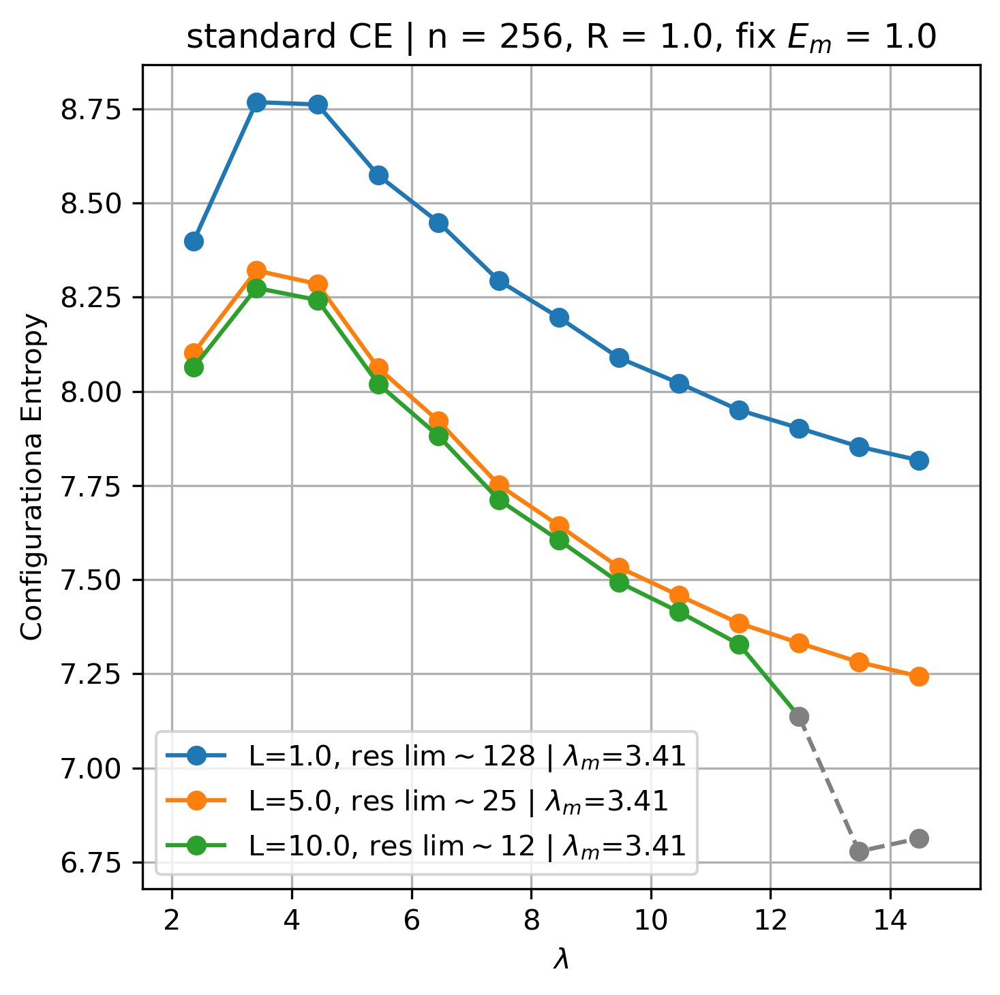 standard CE | n = 256, R = 1.0, fix $E_m$ = 1.0
Configurationa Entropy
8.75
8.50
8.25
8.00
7.75
7.50
7.25
7.00
6.75
L=1.0, res lim ~ 128 | $λ_m$=3.41
L=5.0, res lim ~ 25 | $λ_m$=3.41
L=10.0, res lim ~ 12 | $λ_m$=3.41
2 4 6 8 10 12 14
λ